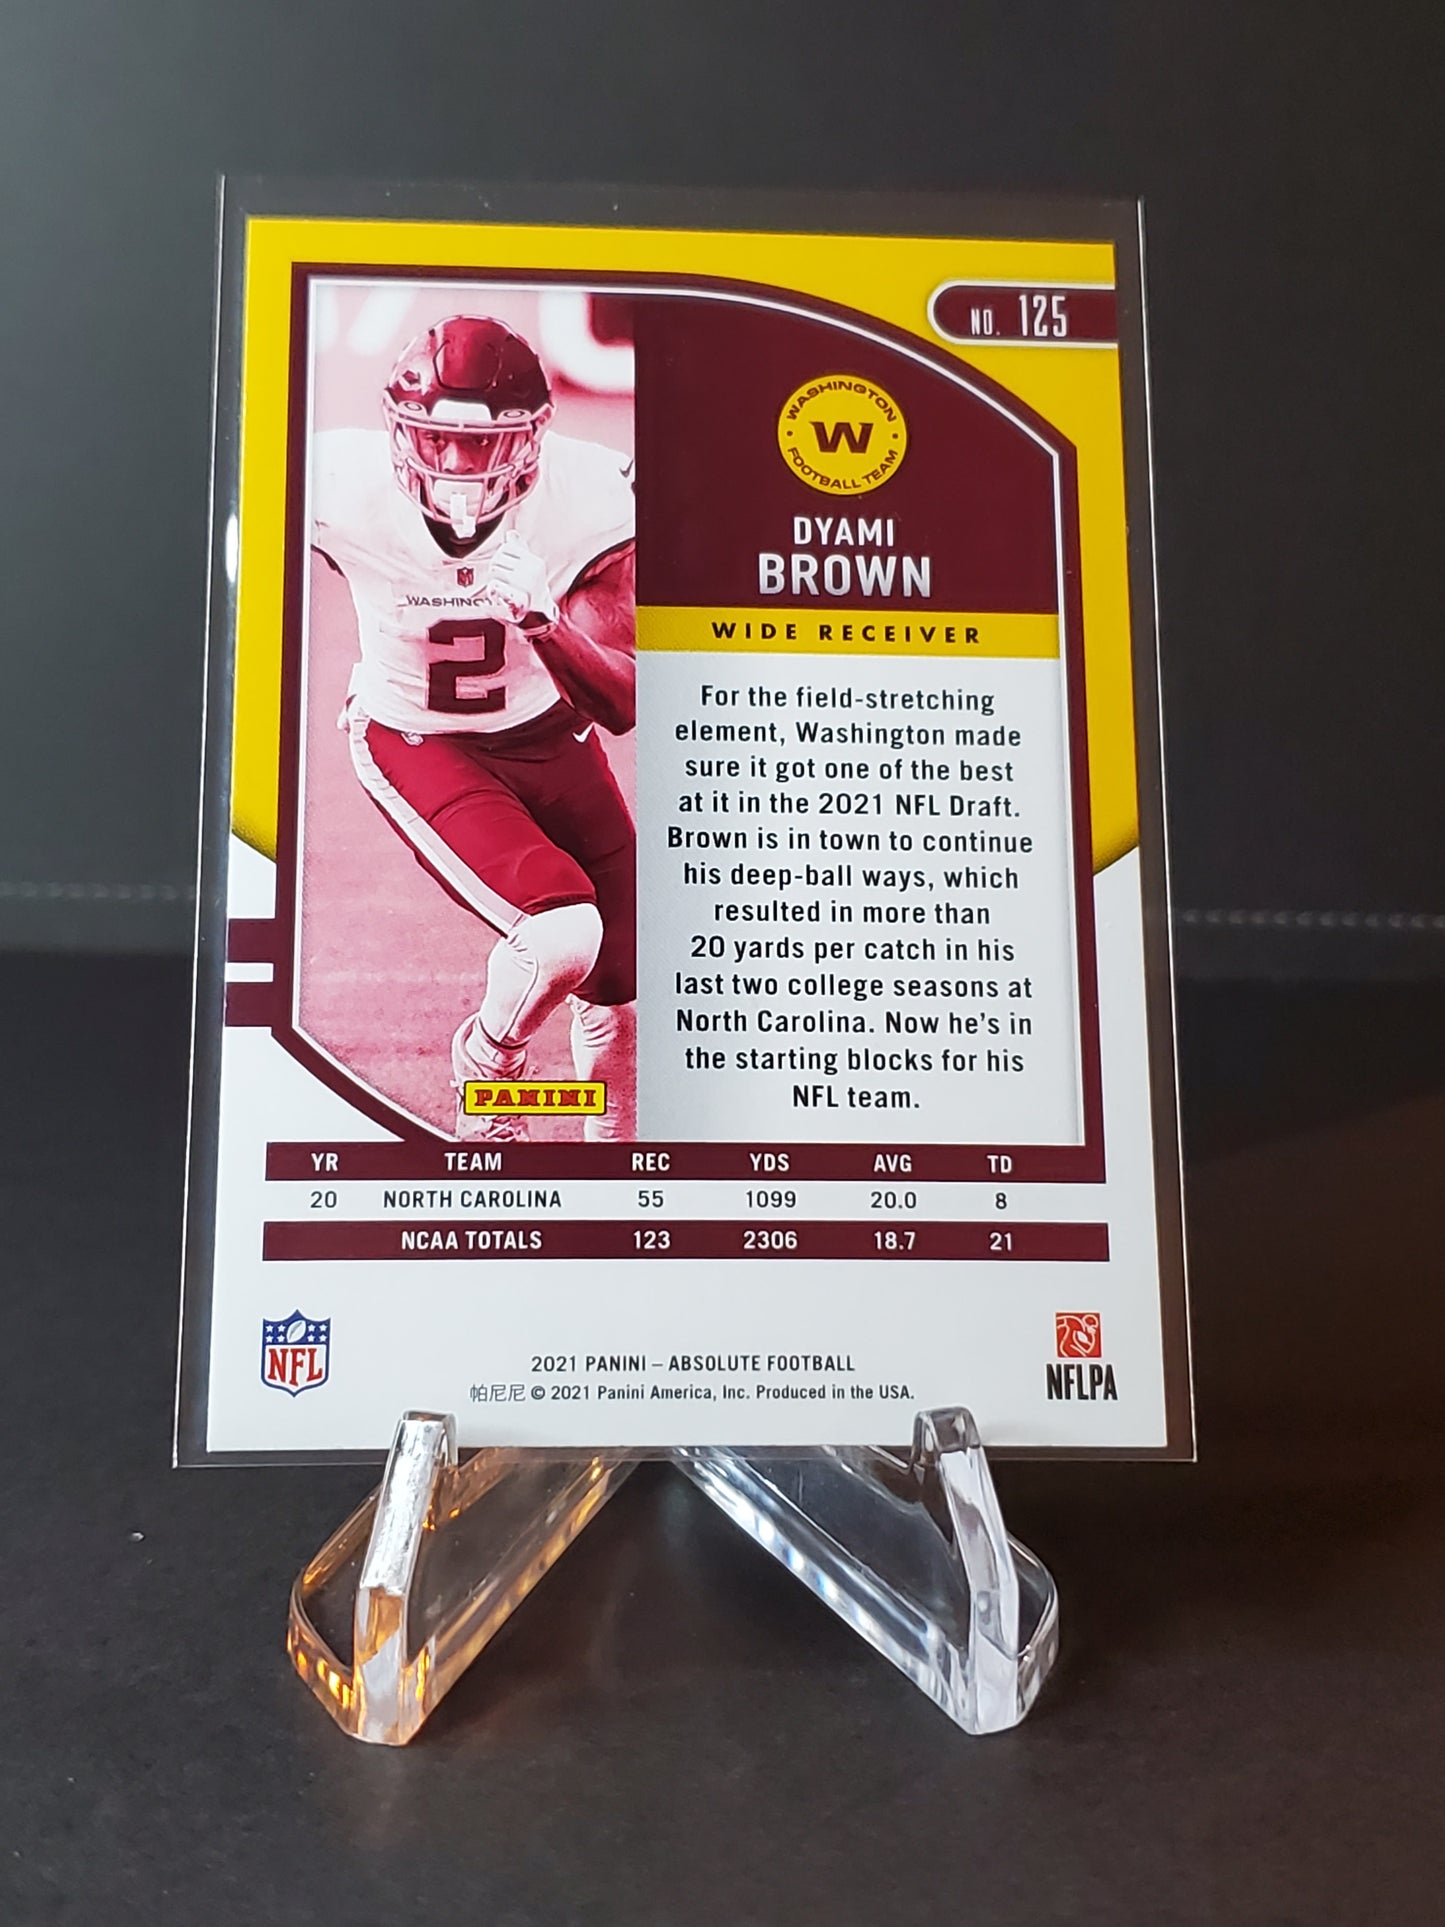 NO. 125
WASHINGTON
W
FOOTBALL TEAM
DYAMI
BROWN
WIDE RECEIVER
WASHINGT
2
For the field-stretching
element, Washington made
sure it got one of the best
at it in the 2021 NFL Draft.
Brown is in town to continue
his deep-ball ways, which
resulted in more than
20 yards per catch in his
last two college seasons at
North Carolina. Now he's in
the starting blocks for his
NFL team.
PANINI
YR TEAM REC YDS AVG TD
20 NORTH CAROLINA 55 1099 20.0 8
NCAA TOTALS 123 2306 18.7 21
NFL
NFLPA
2021 PANINI – ABSOLUTE FOOTBALL
帕尼尼 © 2021 Panini America, Inc. Produced in the USA.